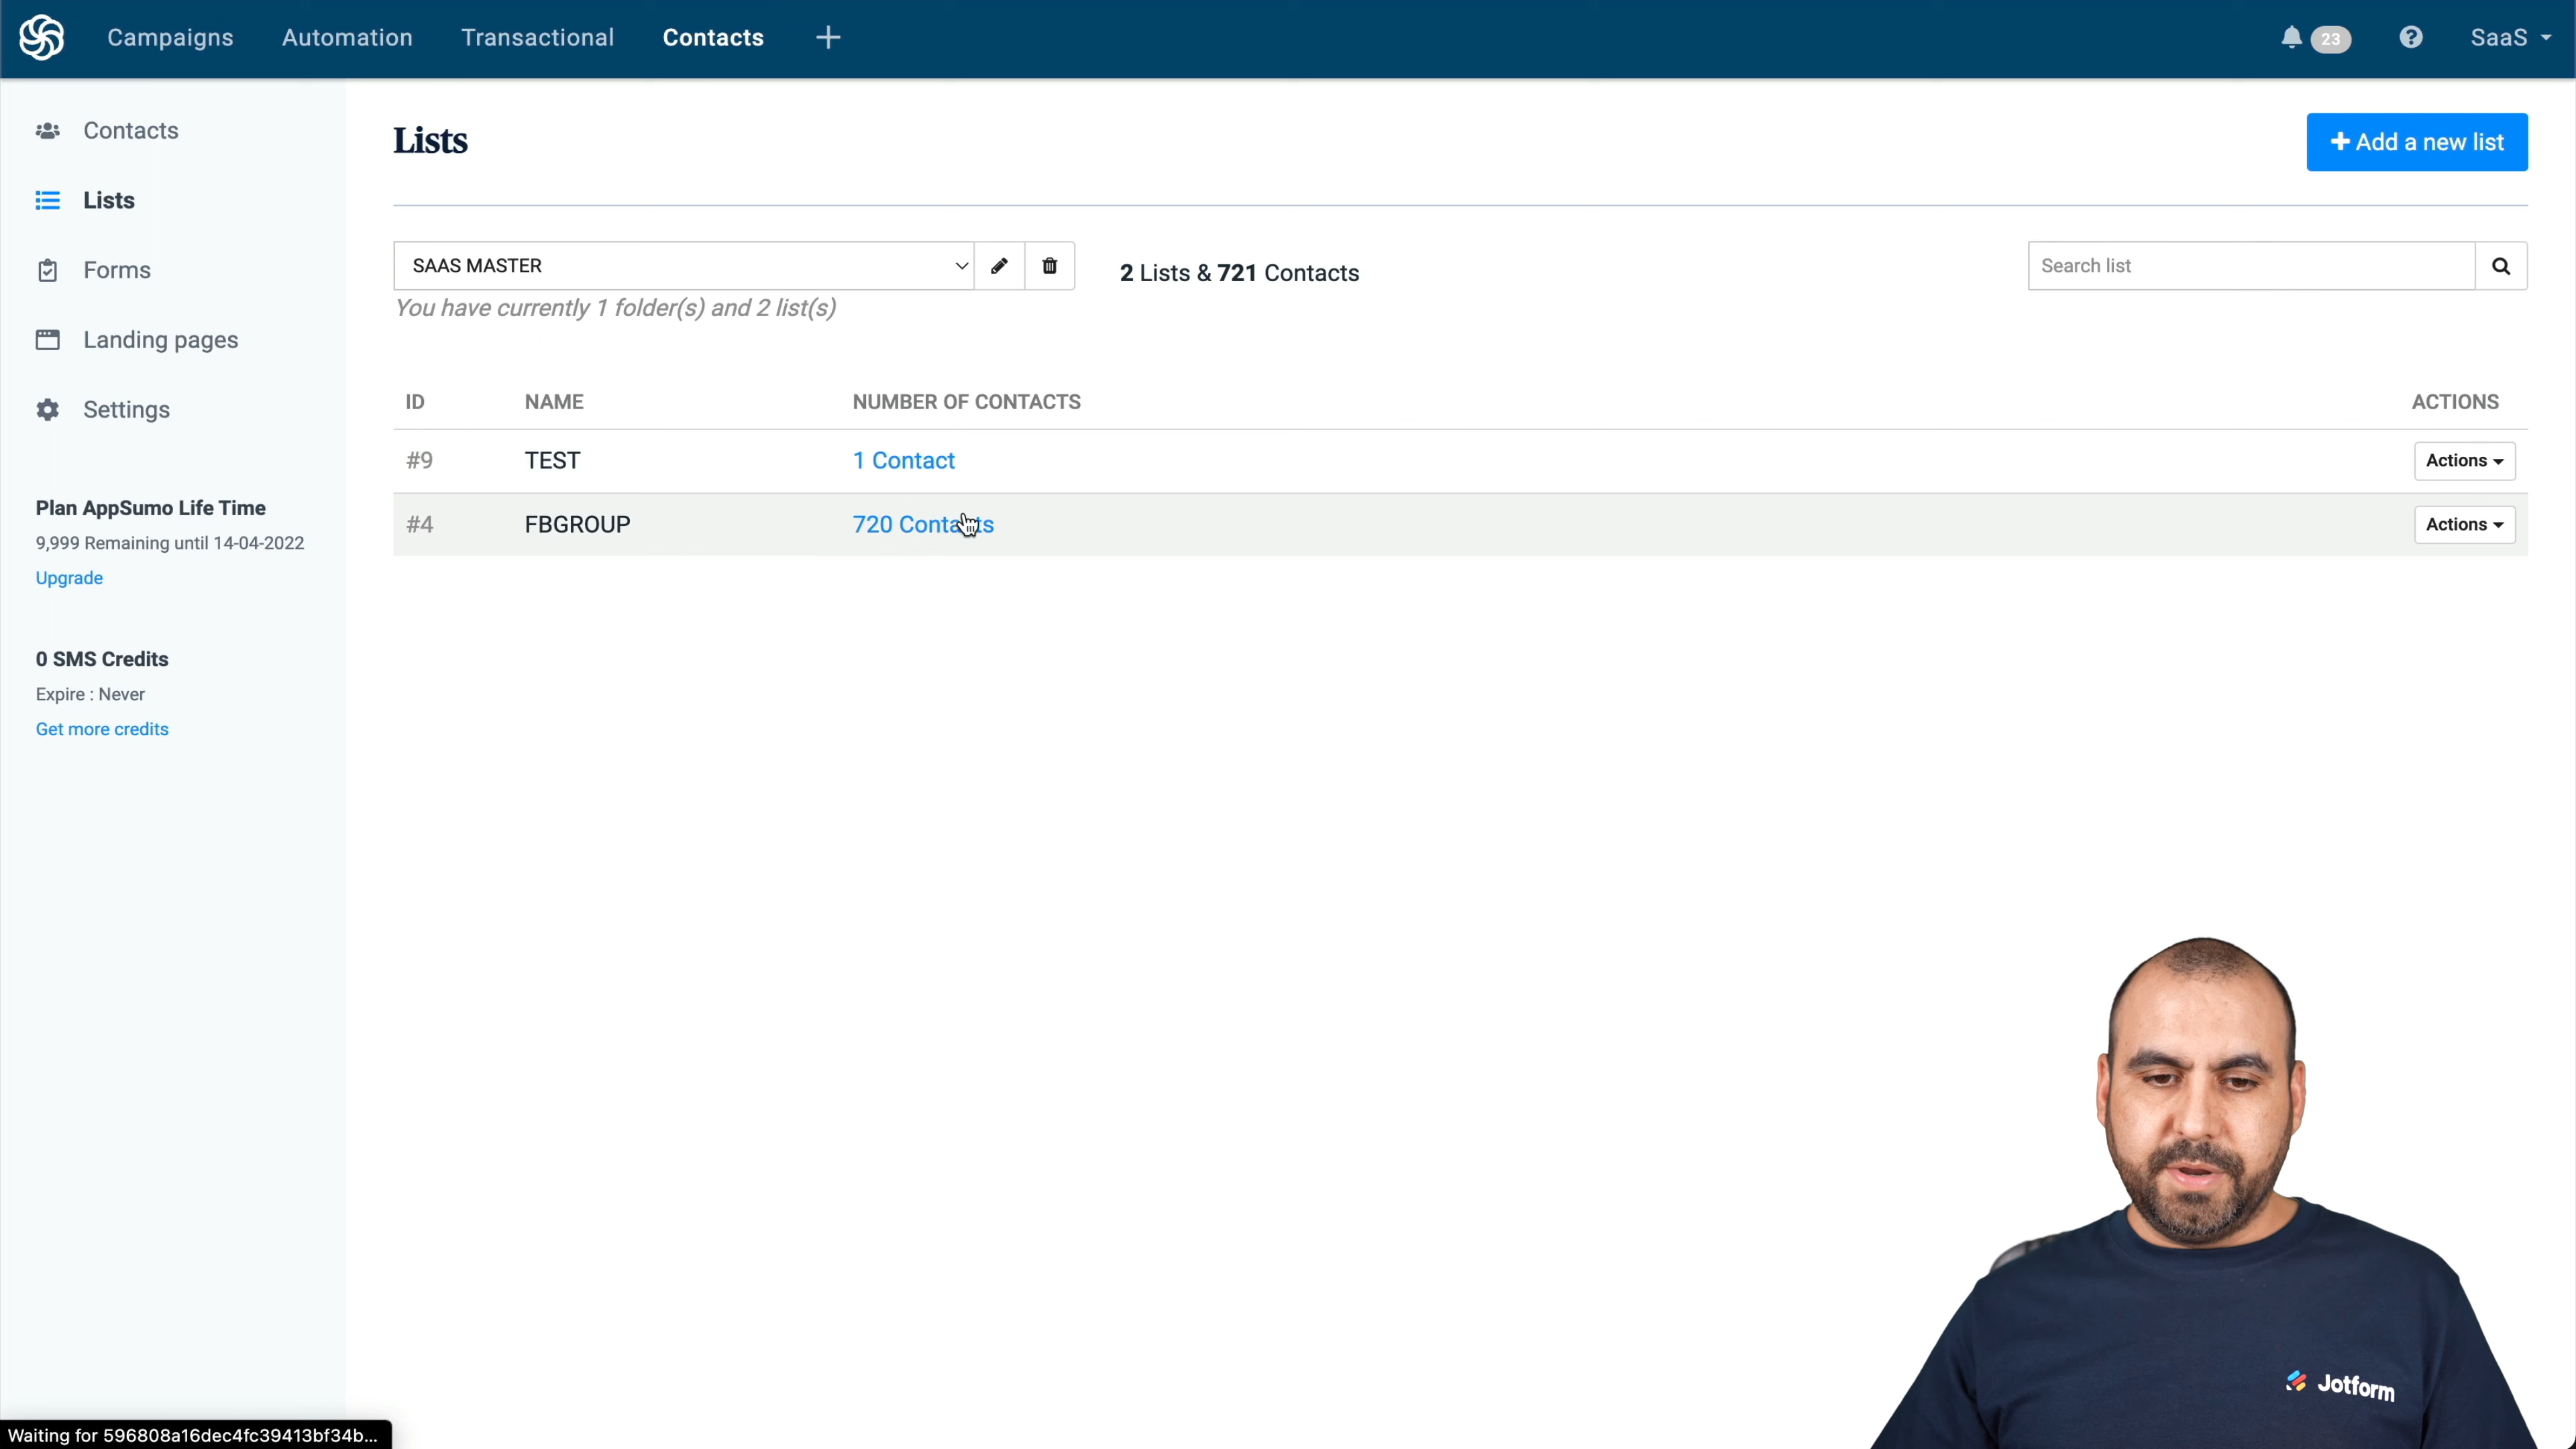 Campaigns Automation Transactional Contacts + 23 SaaS
Contacts
Lists
Forms
Landing pages
Settings
Plan AppSumo Life Time
9,999 Remaining until 14-04-2022
Upgrade
0 SMS Credits
Expire : Never
Get more credits
Lists
Add a new list
SAAS MASTER
2 Lists & 721 Contacts
Search list
You have currently 1 folder(s) and 2 list(s)
ID NAME NUMBER OF CONTACTS ACTIONS
#9 TEST 1 Contact Actions
#4 FBGROUP 720 Contacts Actions
Jotform
Waiting for 596808a16dec4fc39413bf34b...